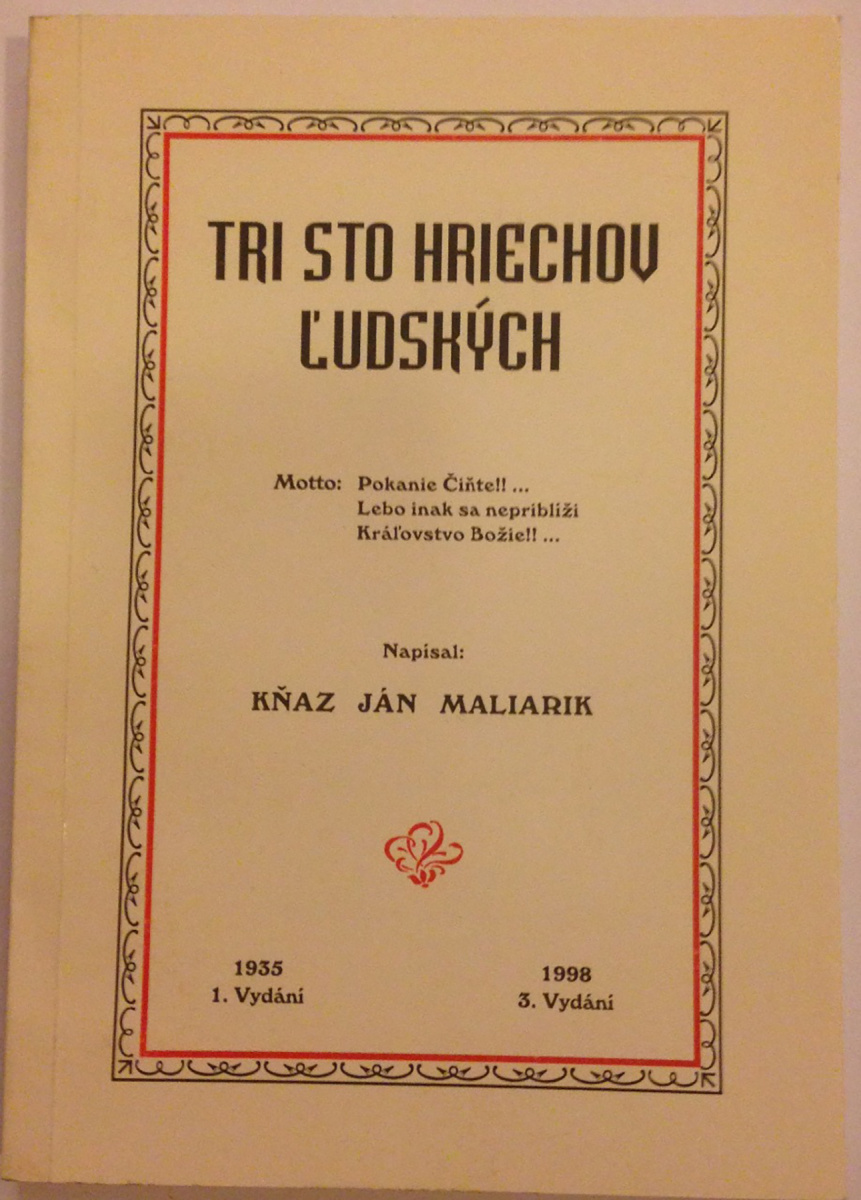 TRI STO HRIECHOV
ĽUDSKÝCH
Motto: Pokanie Čiňte!! ...
Lebo inak sa nepriblíži
Kráľovstvo Božie!! ...
Napísal:
KŇAZ JÁN MALIARIK
1935
1. Vydání
1998
3. Vydání